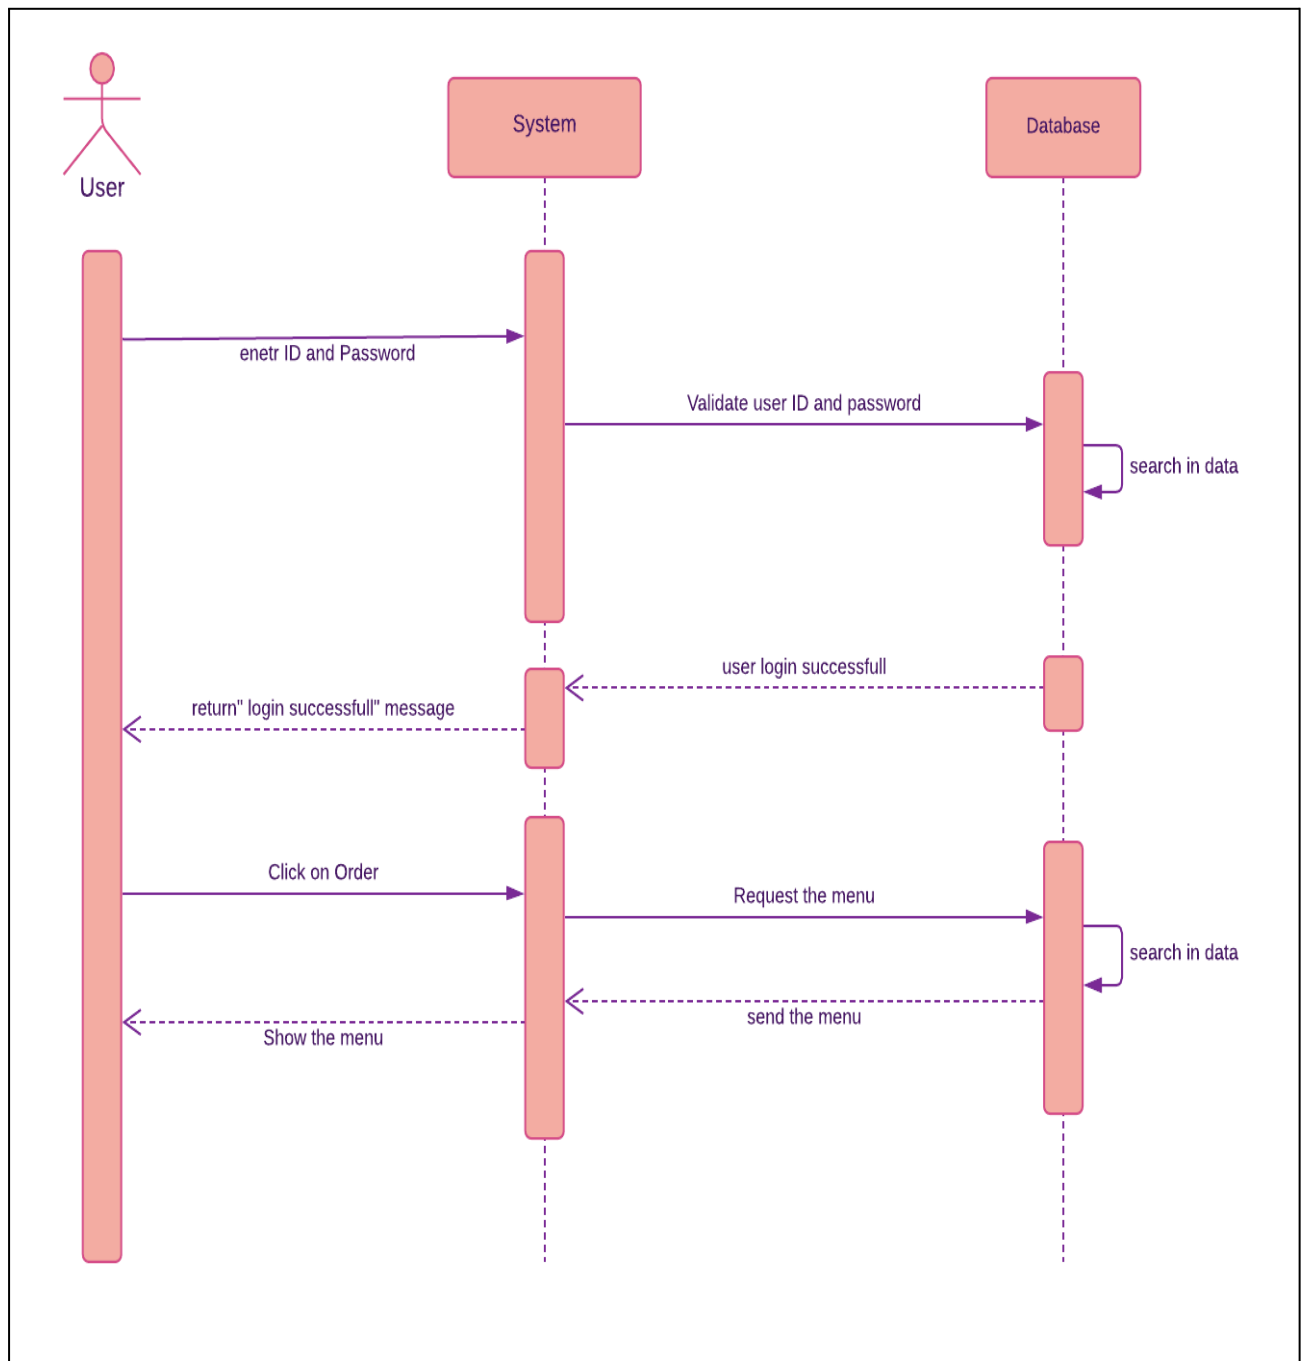 User
System
Database
enetr ID and Password
Validate user ID and password
search in data
user login successfull
return" login successfull" message
Click on Order
Request the menu
search in data
send the menu
Show the menu